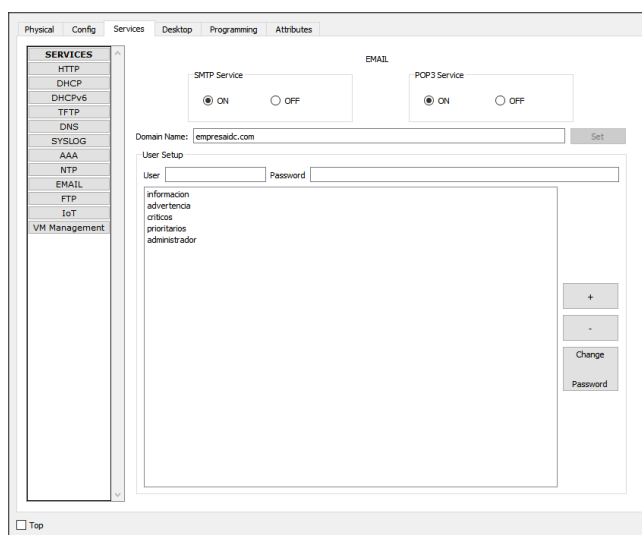 Physical Config Services Desktop Programming Attributes
SERVICES
HTTP
DHCP
DHCPv6
TFTP
DNS
SYSLOG
AAA
NTP
EMAIL
FTP
IoT
VM Management
EMAIL
SMTP Service
ON OFF
POP3 Service
ON OFF
Domain Name: empresaidc.com Set
User Setup
User Password
informacion
advertencia
criticos
prioritarios
administrador
+
-
Change
Password
Top